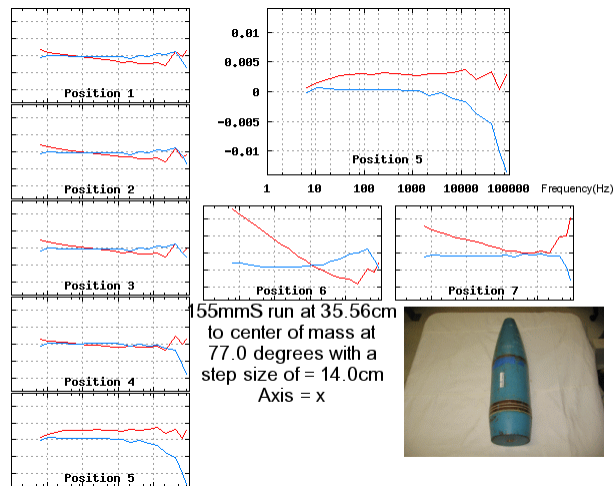 Position 1
Position 2
Position 3
Position 4
Position 5
0.01
0.005
0
-0.005
-0.01
Position 5
1 10 100 1000 10000 100000 Frequency(Hz)
Position 6
Position 7
155mmS run at 35.56cm
to center of mass at
77.0 degrees with a
step size of = 14.0cm
Axis = x